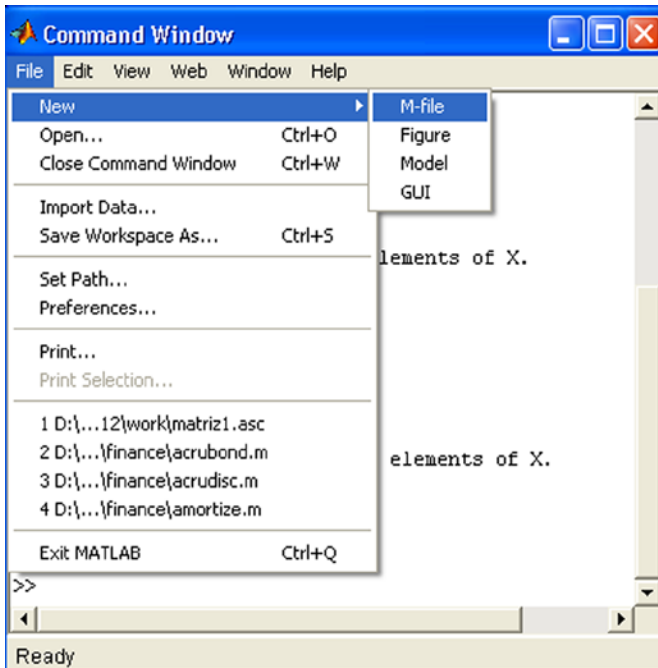 Command Window
File Edit View Web Window Help
New M-file
Open... Ctrl+O Figure
Close Command Window Ctrl+W Model
GUI
Import Data...
Save Workspace As... Ctrl+S
lements of X.
Set Path...
Preferences...
Print...
Print Selection...
1 D:\...12\work\matriz1.asc
2 D:\...\finance\acrubond.m
elements of X.
3 D:\...\finance\acrudisc.m
4 D:\...\finance\amortize.m
Exit MATLAB Ctrl+Q
>>
Ready